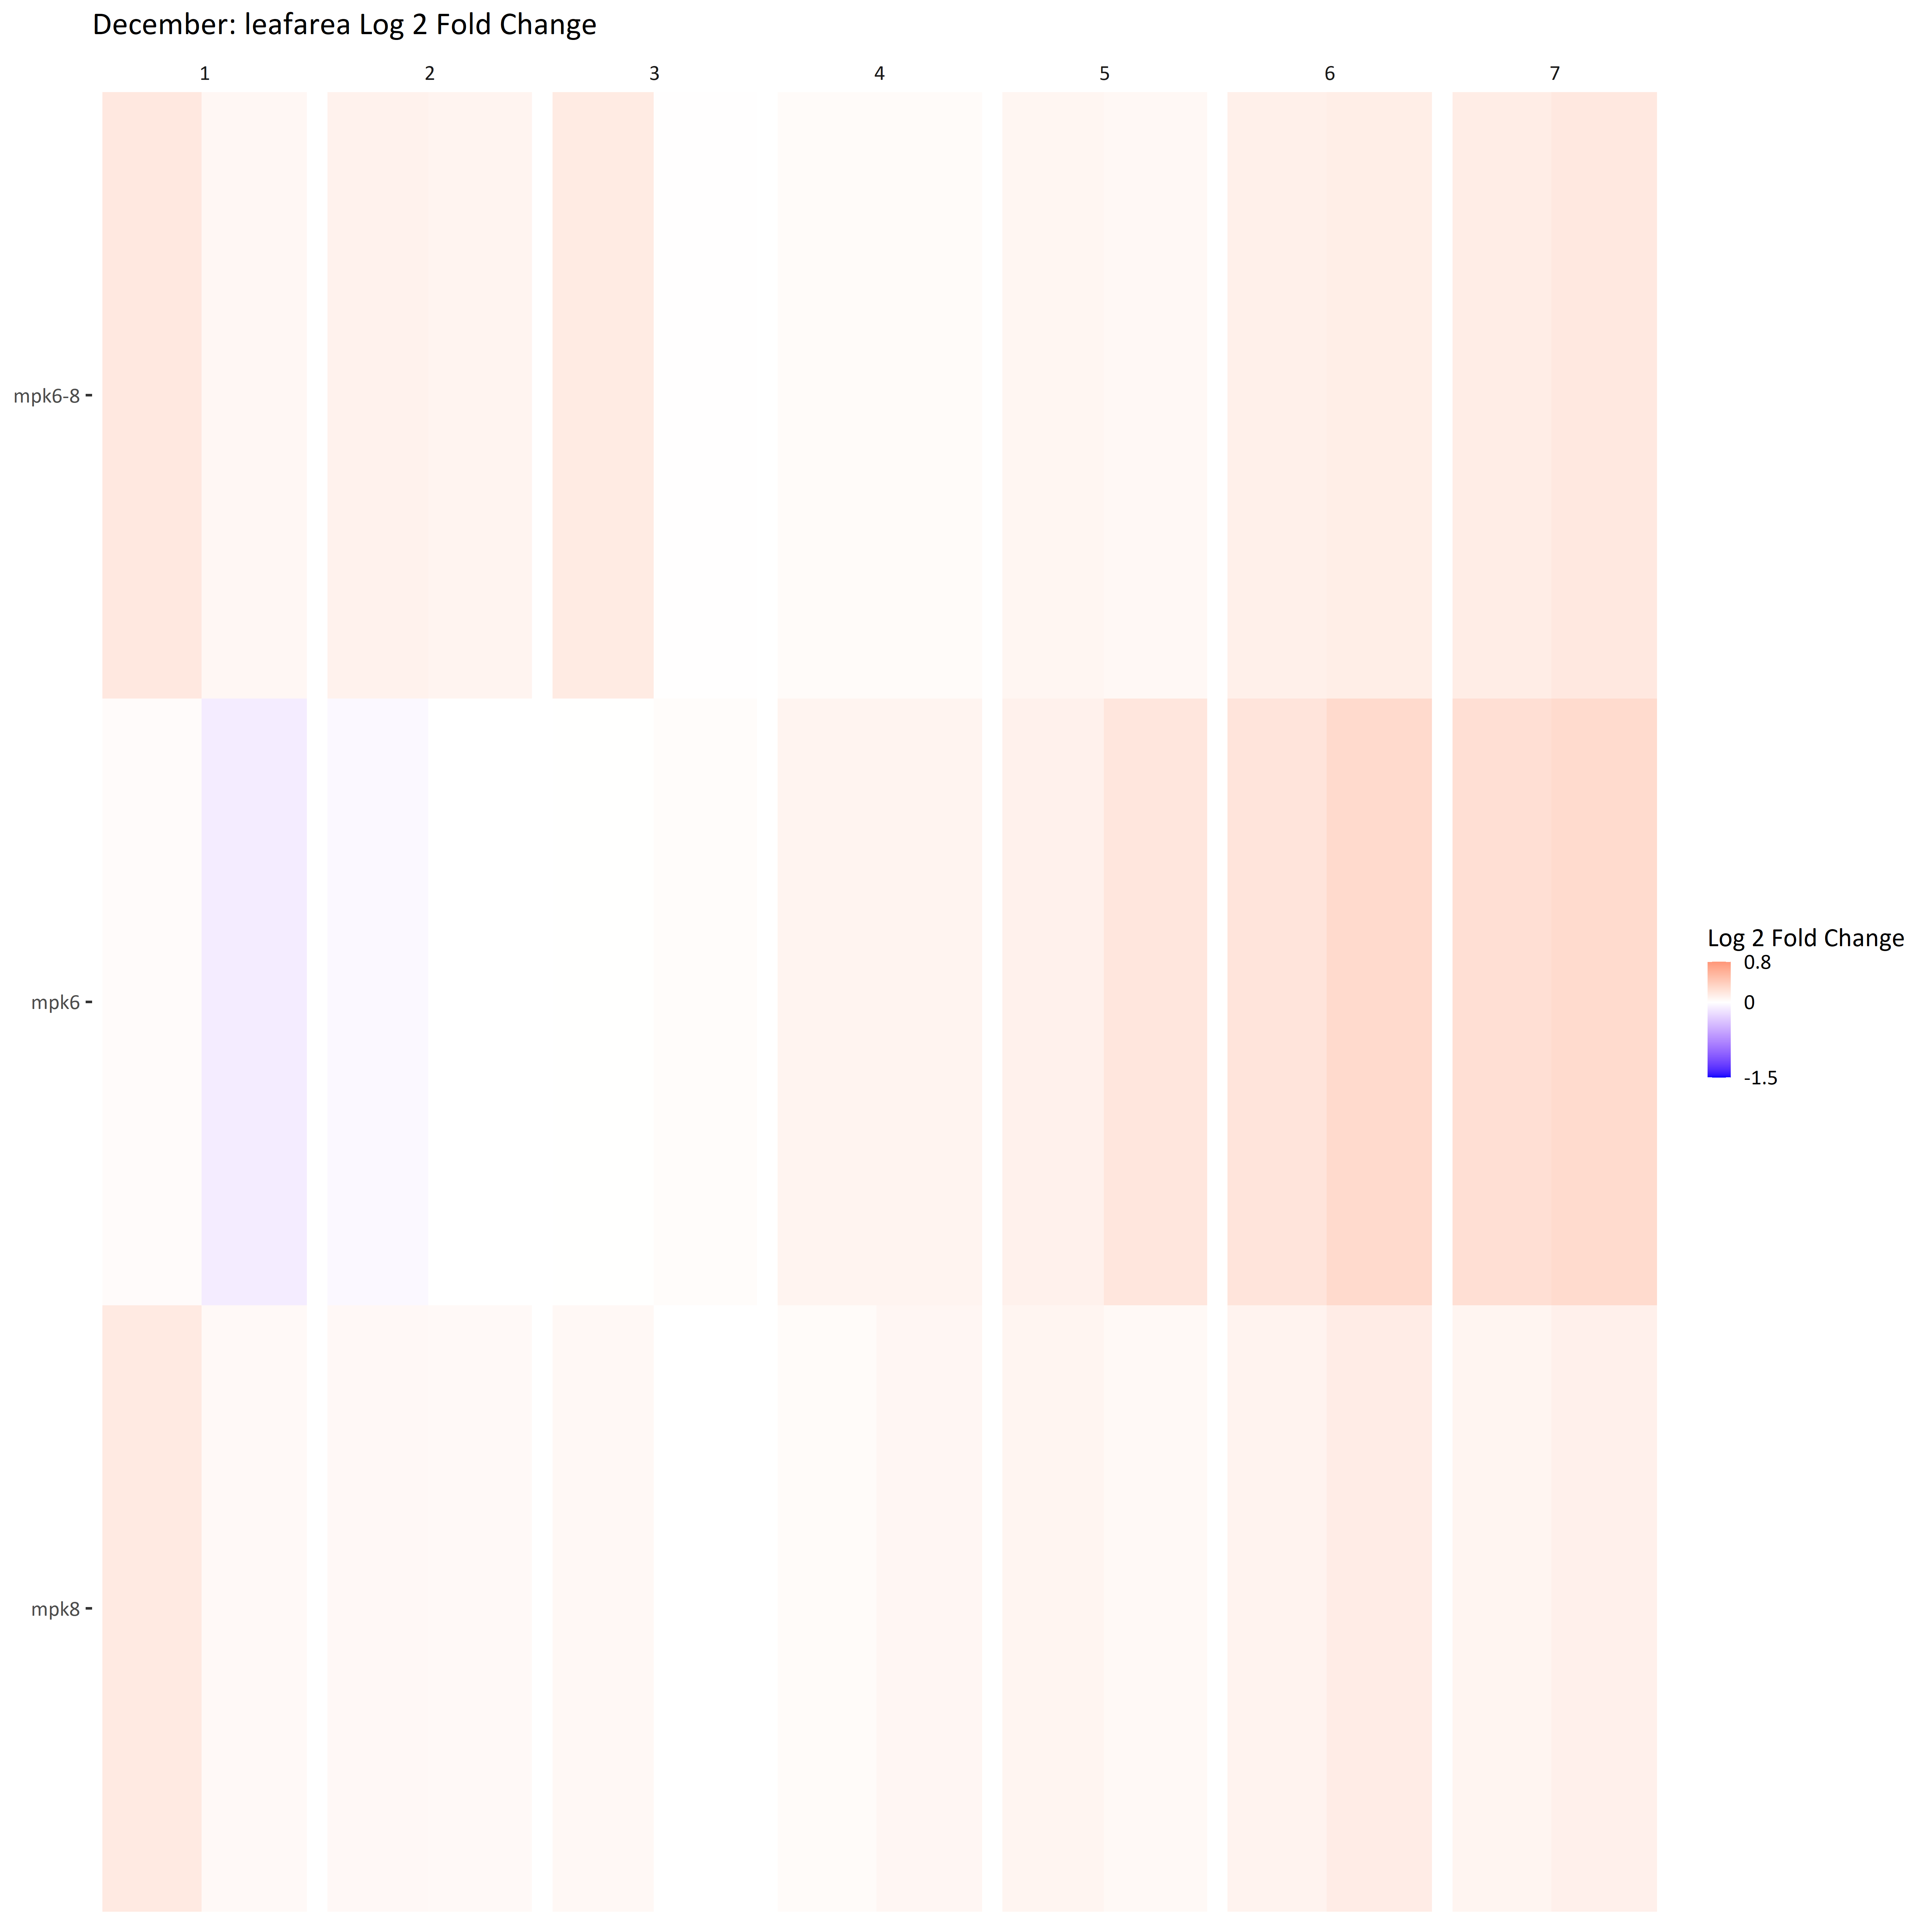 December: leafarea Log 2 Fold Change
1 2 3 4 5 6 7
mpk6-8
mpk6
mpk8
Log 2 Fold Change
0.8
0
-1.5